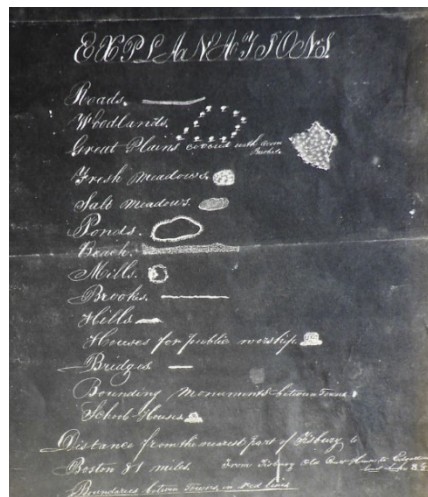 EXPLANATIONS
Roads.
Woodlands.
Great Plains covered with
Fresh meadows.
Salt meadows.
Ponds.
Beach.
Mills.
Brooks.
Hills.
Houses for public worship.
Bridges
Bounding Monuments between Towns.
School Houses.
Distance from the nearest part of Tisbury to
Boston 81 miles. From Tisbury
Boundaries between Towns, in red lines